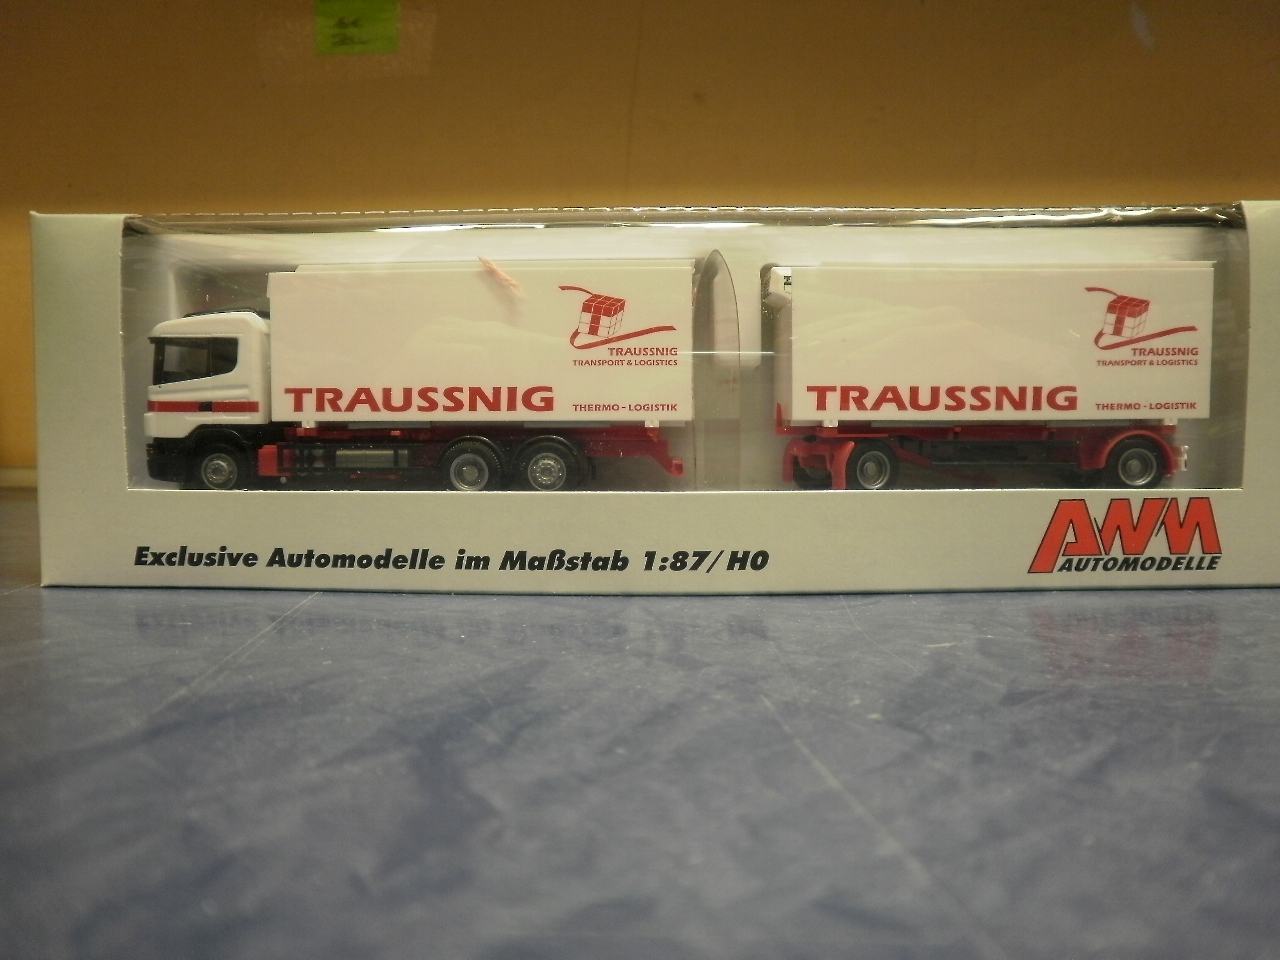 TRAUSSNIG
TRANSPORT & LOGISTICS
TRAUSSNIG
THERMO - LOGISTIK
TRAUSSNIG
TRANSPORT & LOGISTICS
TRAUSSNIG
THERMO - LOGISTIK
Exclusive Automodelle im Maßstab 1:87/H0
AWM
AUTOMODELLE